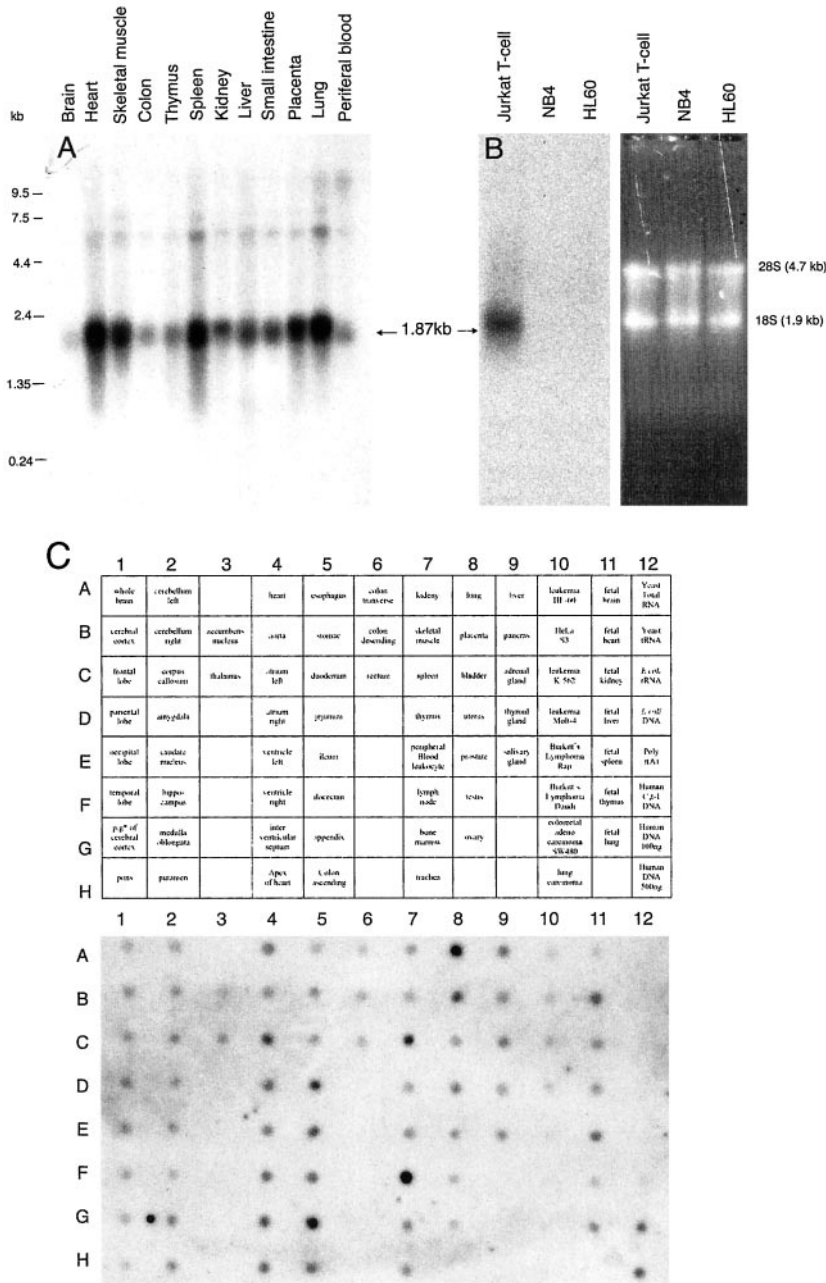 kb
Brain
Heart
Skeletal muscle
Colon
Thymus
Spleen
Kidney
Liver
Small intestine
Placenta
Lung
Periferal blood
A
9.5
7.5
4.4
2.4
1.35
0.24
1.87kb
B
Jurkat T-cell
NB4
HL60
Jurkat T-cell
NB4
HL60
28S (4.7 kb)
18S (1.9 kb)
C
1 2 3 4 5 6 7 8 9 10 11 12
A
whole brain
cerebellum left
heart
esophagus
colon transverse
kidney
lung
liver
leukemia HL-60
fetal brain
Yeast Total RNA
B
cerebral cortex
cerebellum right
accumbens nucleus
aorta
stomac
colon desending
skeletal muscle
placenta
pancreas
HeLa S3
fetal heart
Yeast tRNA
C
frontal lobe
corpus callosum
thalamus
atrium left
duodenum
rectum
spleen
bladder
adrenal gland
leukemia K-562
fetal kidney
E.coli rRNA
D
parietal lobe
amygdala
atrium right
jejunum
thymus
uterus
thyroid gland
leukemia Molt-4
fetal liver
E.coli DNA
E
occipital lobe
caudate nucleus
ventricle left
ileum
peripheral Blood leukocyte
prostate
salivary gland
Burkitt's Lymphoma Raji
fetal spleen
Poly r(A)
F
temporal lobe
hippo-campus
ventricle right
lymph node
testis
Burkitt's Lymphoma Daudi
fetal thymus
Human DNA
G
p.g* of cerebral cortex
medulla oblongata
inter ventricular septum
appendix
bone marrow
ovary
colorectal adeno carcinoma SW480
fetal lung
Human DNA 100ng
H
pons
putamen
Apex of heart
Colon ascending
trachea
lung carcinoma
Human DNA 500ng
1 2 3 4 5 6 7 8 9 10 11 12
A
B
C
D
E
F
G
H